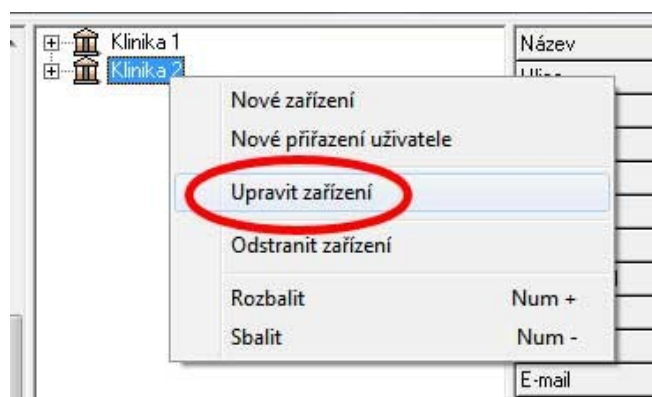 Klinika 1
Název
Klinika 2
Nové zařízení
Nové přiřazení uživatele
Upravit zařízení
Odstranit zařízení
Rozbalit Num +
Sbalit Num -
E-mail